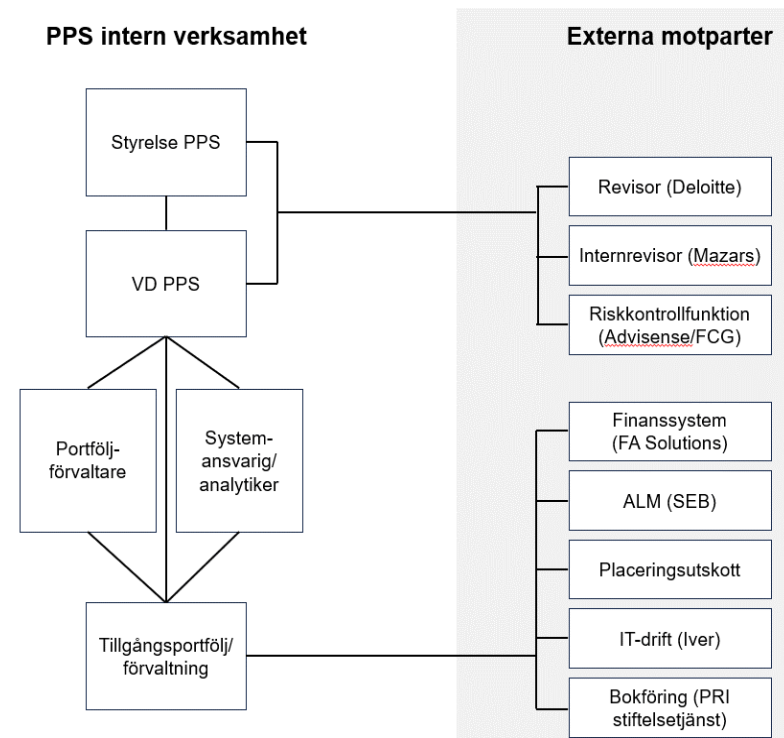 PPS intern verksamhet
Externa motparter
Styrelse PPS
VD PPS
Portfölj-
förvaltare
System-
ansvarig/
analytiker
Tillgångsportfölj/
förvaltning
Revisor (Deloitte)
Internrevisor (Mazars)
Riskkontrollfunktion
(Advisense/FCG)
Finanssystem
(FA Solutions)
ALM (SEB)
Placeringsutskott
IT-drift (Iver)
Bokföring (PRI
stiftelsetjänst)